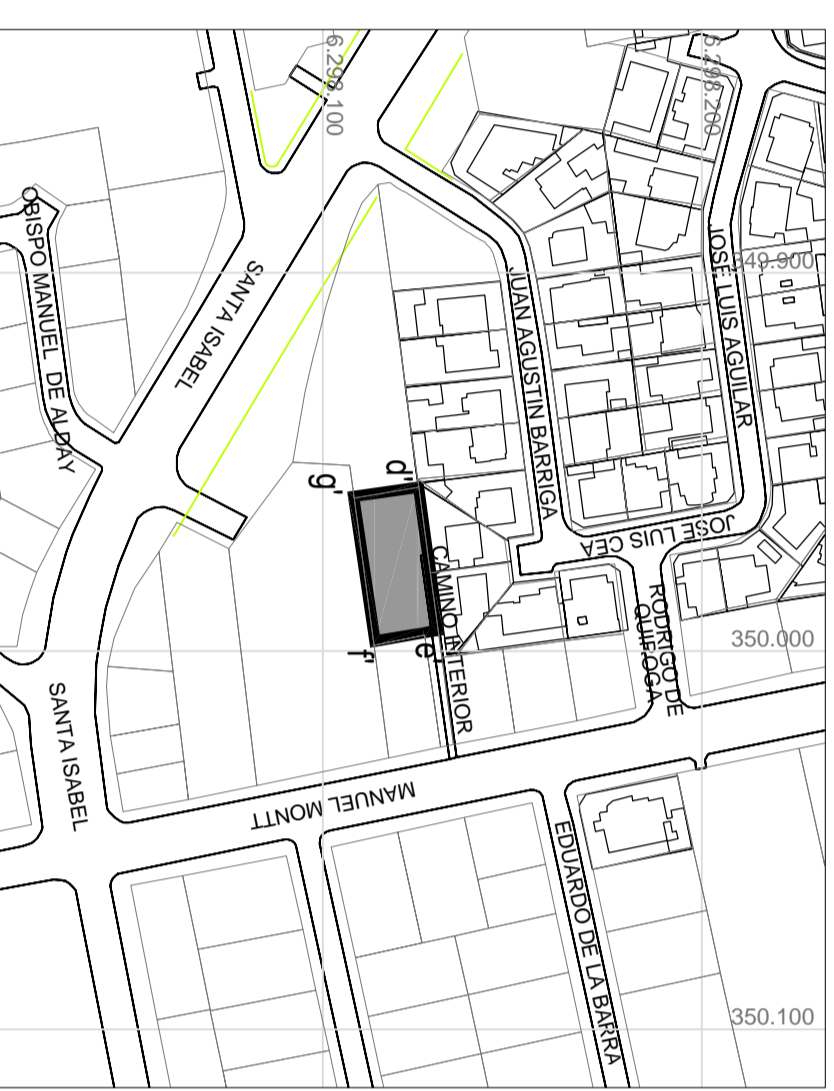 6.298.100
6.298.200
OBISPO MANUEL DE ALDAY
SANTA ISABEL
JUAN AGUSTIN BARRIGA
JOSE LUIS AGUILAR
349.900
d'
g'
JOSE LUIS CEA
CAMINO INTERIOR
RODRIGO DE
QUIROGA
f'
e'
350.000
SANTA ISABEL
MANUEL MONTT
EDUARDO DE LA BARRA
350.100